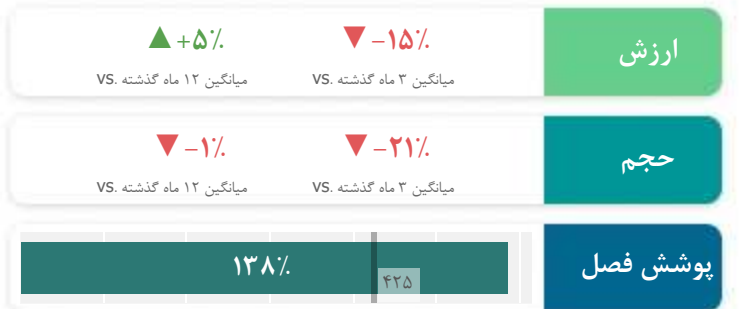 ارزش
▼ -۱۵٪ ▲ +۵٪
میانگین ۳ ماه گذشته .VS میانگین ۱۲ ماه گذشته .VS
حجم
▼ -۲۱٪ ▼ -۱٪
میانگین ۳ ماه گذشته .VS میانگین ۱۲ ماه گذشته .VS
پوشش فصل
۱۳۸٪
۴۲۵